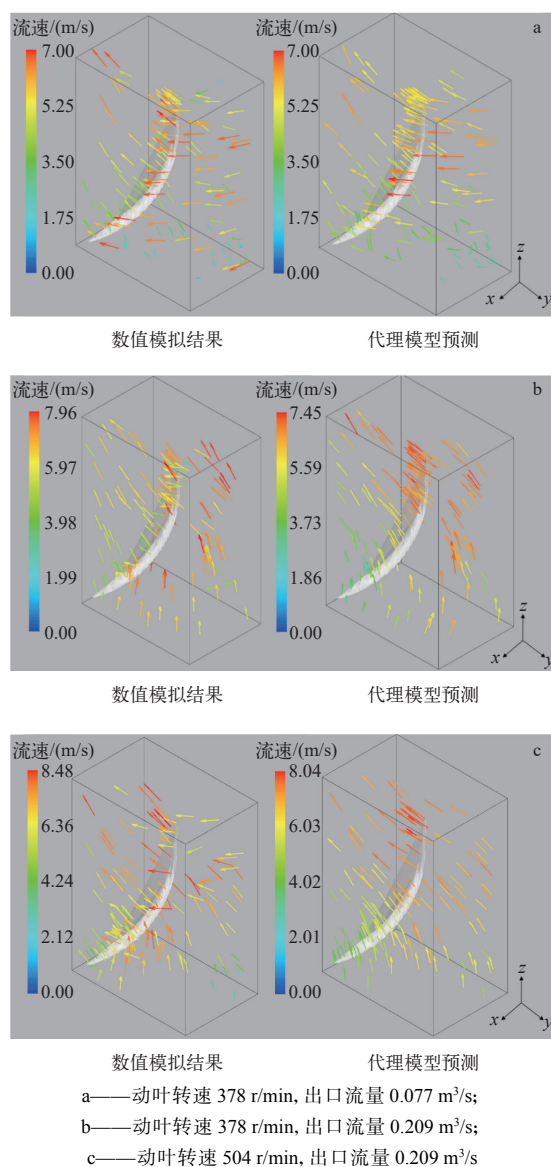 流速/(m/s) 流速/(m/s) a
7.00 7.00
5.25 5.25
3.50 3.50
1.75 1.75
0.00 0.00
z
x y
数值模拟结果 代理模型预测
流速/(m/s) 流速/(m/s) b
7.96 7.45
5.97 5.59
3.98 3.73
1.99 1.86
0.00 0.00
z
x y
数值模拟结果 代理模型预测
流速/(m/s) 流速/(m/s) c
8.48 8.04
6.36 6.03
4.24 4.02
2.12 2.01
0.00 0.00
z
x y
数值模拟结果 代理模型预测
a——动叶转速 378 r/min, 出口流量 0.077 m³/s;
b——动叶转速 378 r/min, 出口流量 0.209 m³/s;
c——动叶转速 504 r/min, 出口流量 0.209 m³/s